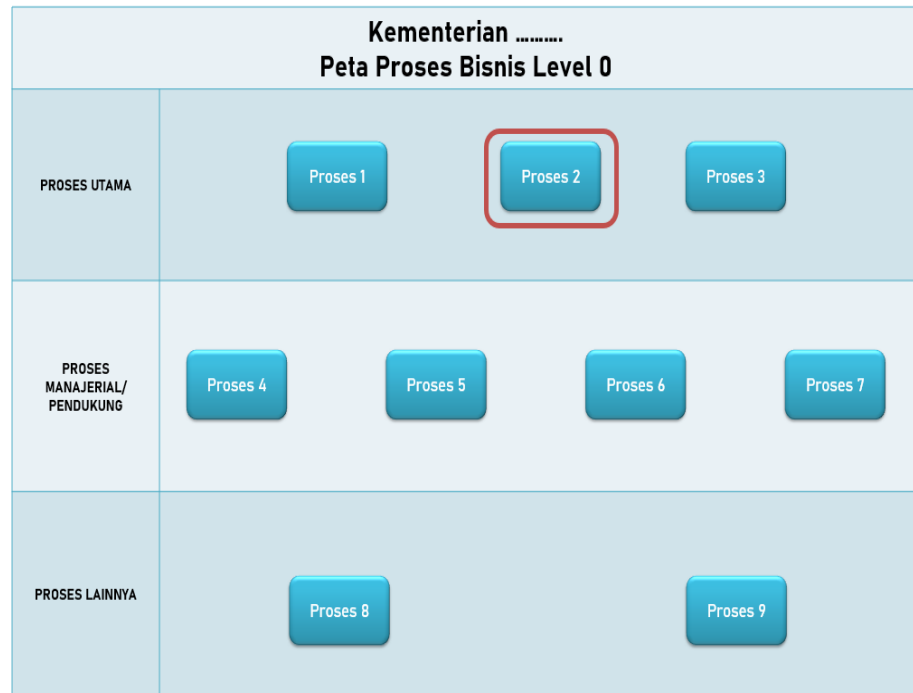 Kementerian ..........
Peta Proses Bisnis Level 0
PROSES UTAMA
Proses 1
Proses 2
Proses 3
PROSES
MANAJERIAL/
PENDUKUNG
Proses 4
Proses 5
Proses 6
Proses 7
PROSES LAINNYA
Proses 8
Proses 9